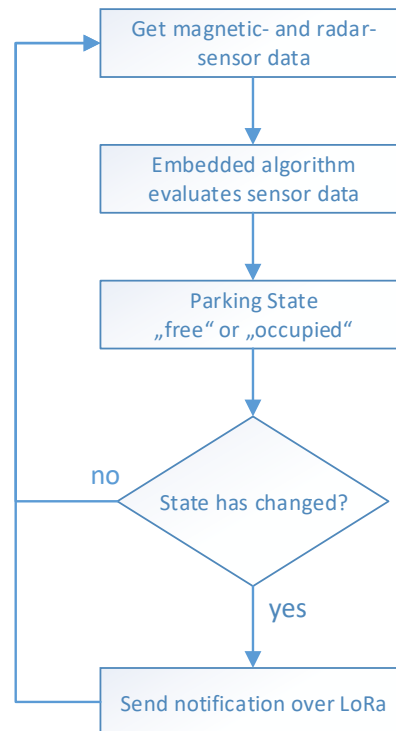 Get magnetic- and radar-
sensor data
Embedded algorithm
evaluates sensor data
Parking State
„free“ or „occupied“
no
State has changed?
yes
Send notification over LoRa